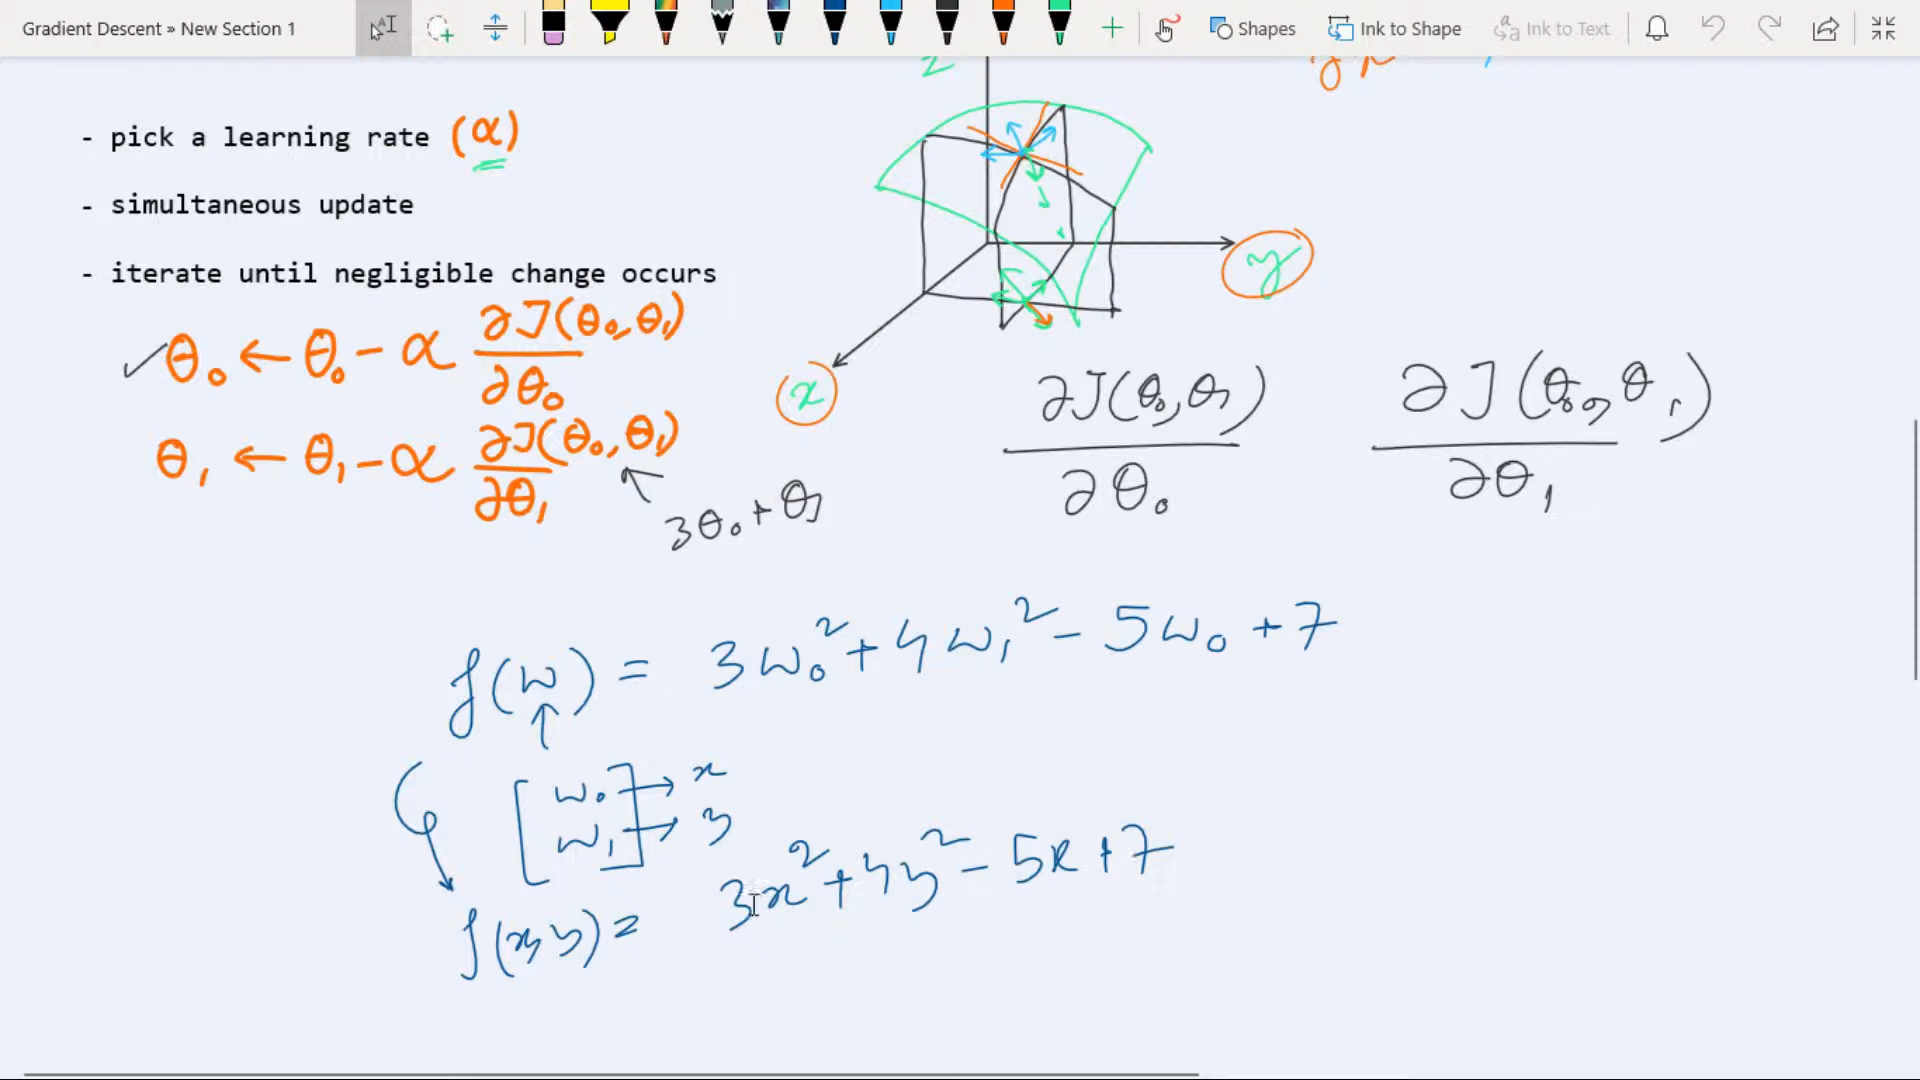 Gradient Descent » New Section 1
Shapes
Ink to Shape
Ink to Text
z
- pick a learning rate (α)
- simultaneous update
- iterate until negligible change occurs
y
x
θ₀ ← θ₀ - α ∂J(θ₀,θ₁)/∂θ₀
θ₁ ← θ₁ - α ∂J(θ₀,θ₁)/∂θ₁
3θ₀ + θ₁
∂J(θ₀,θ₁)/∂θ₀
∂J(θ₀,θ₁)/∂θ₁
f(w) = 3w₀² + 4w₁² - 5w₀ + 7
[w₀ → x
w₁] → y
f(x,y) = 3x² + 4y² - 5x + 7